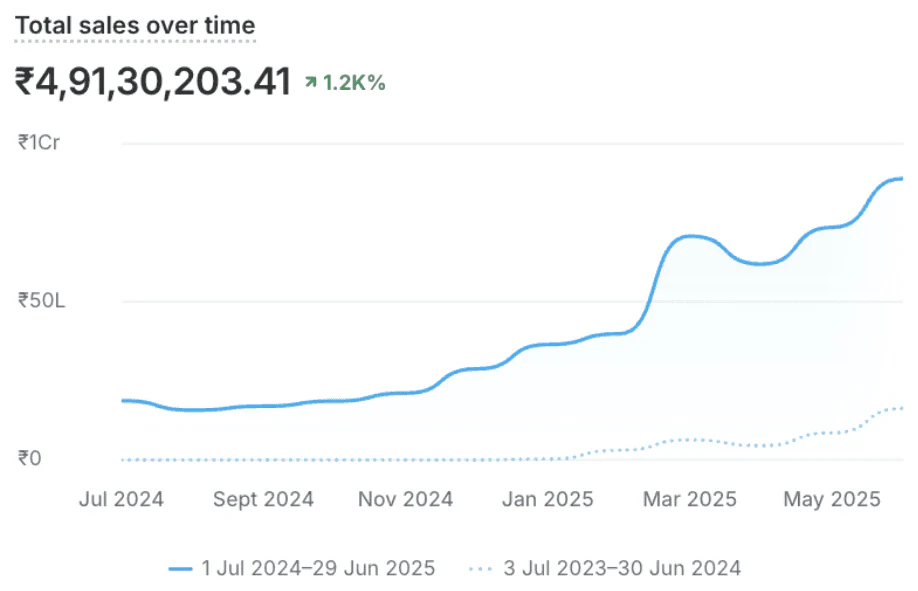 Total sales over time
₹4,91,30,203.41 ↗ 1.2K%
₹1Cr
₹50L
₹0
Jul 2024 Sept 2024 Nov 2024 Jan 2025 Mar 2025 May 2025
1 Jul 2024–29 Jun 2025 3 Jul 2023–30 Jun 2024